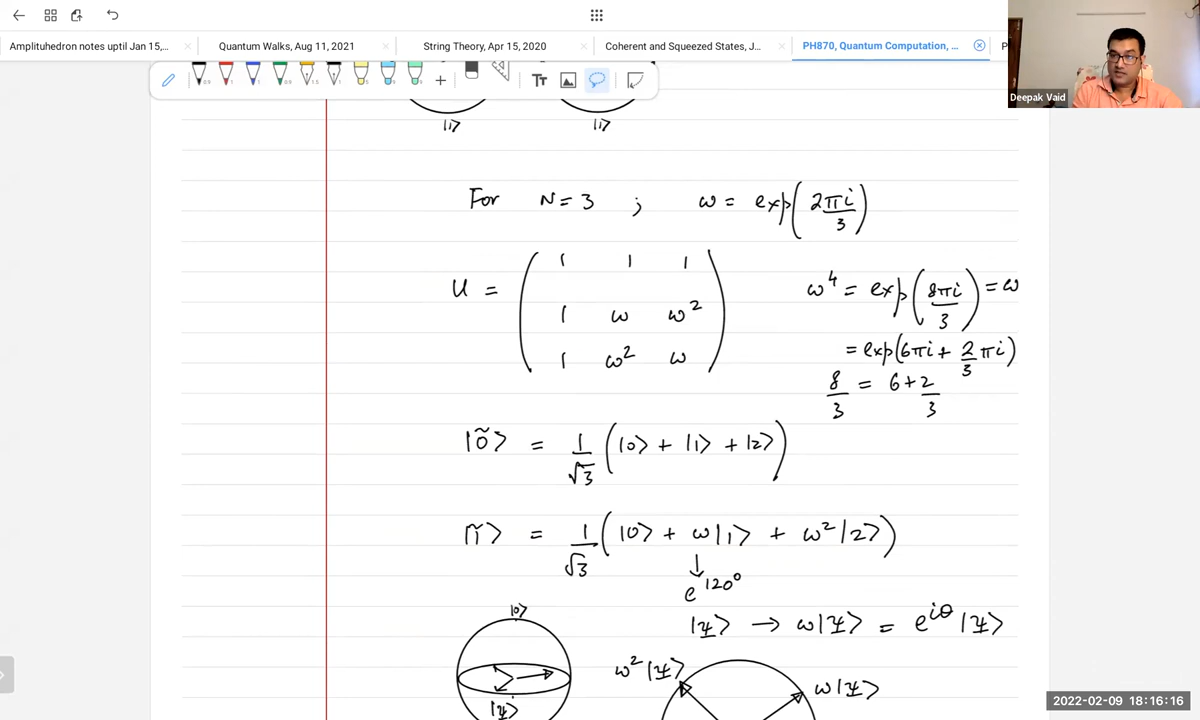 Amplituhedron notes uptil Jan 15,...
Quantum Walks, Aug 11, 2021
String Theory, Apr 15, 2020
Coherent and Squeezed States, J...
PH870, Quantum Computation, ...
P
Deepak Vaid
Tт
|1⟩ |1⟩
For N=3 ; ω = exp(2πi/3)
U = ( 1 1 1
1 ω ω²
1 ω² ω )
ω⁴ = exp(8πi/3) = ω
= exp(6πi + 2/3 πi)
8/3 = 6+2/3
|0̃⟩ = 1/√3 (|0⟩ + |1⟩ + |2⟩)
|1̃⟩ = 1/√3 (|0⟩ + ω|1⟩ + ω²|2⟩)
↓
e^120°
|Ψ⟩ → ω|Ψ⟩ = e^iθ |Ψ⟩
|0⟩
|Ψ⟩
ω²|Ψ⟩
ω|Ψ⟩
2022-02-09 18:16:16